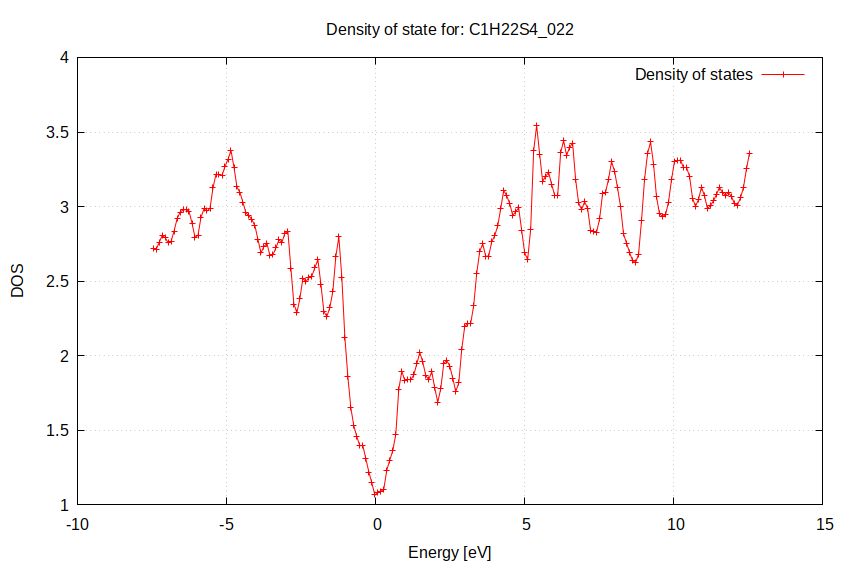 Density of state for: C1H22S4_022
Density of states
4
3.5
3
2.5
2
1.5
1
DOS
-10 -5 0 5 10 15
Energy [eV]